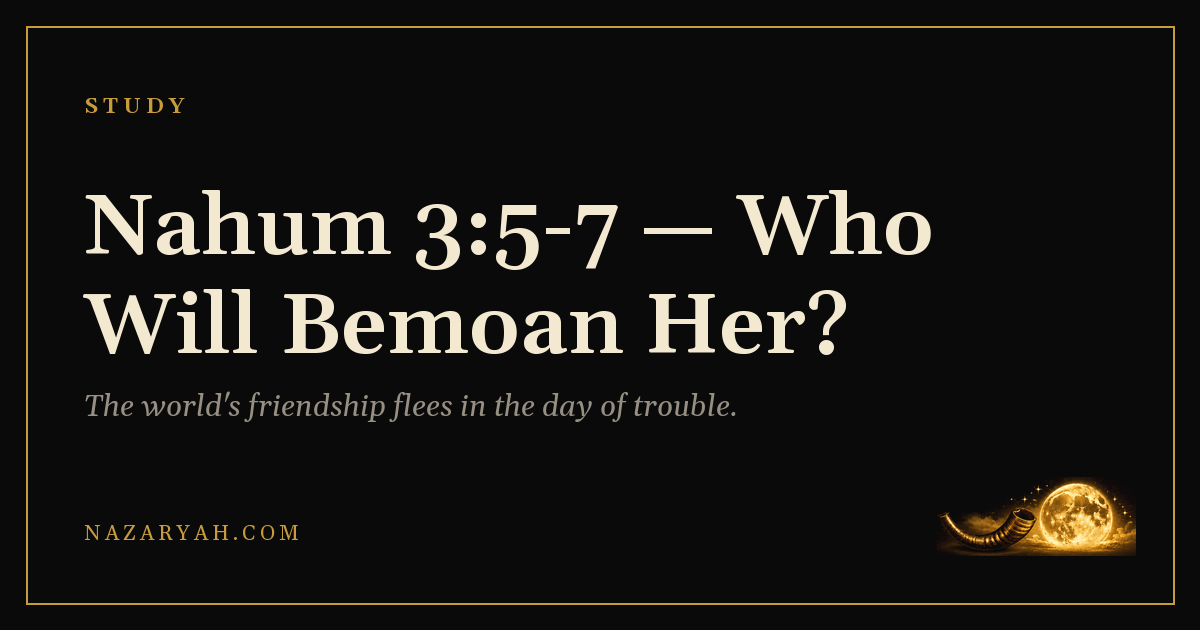 STUDY
Nahum 3:5-7 — Who
Will Bemoan Her?
The world's friendship flees in the day of trouble.
NAZARYAH.COM